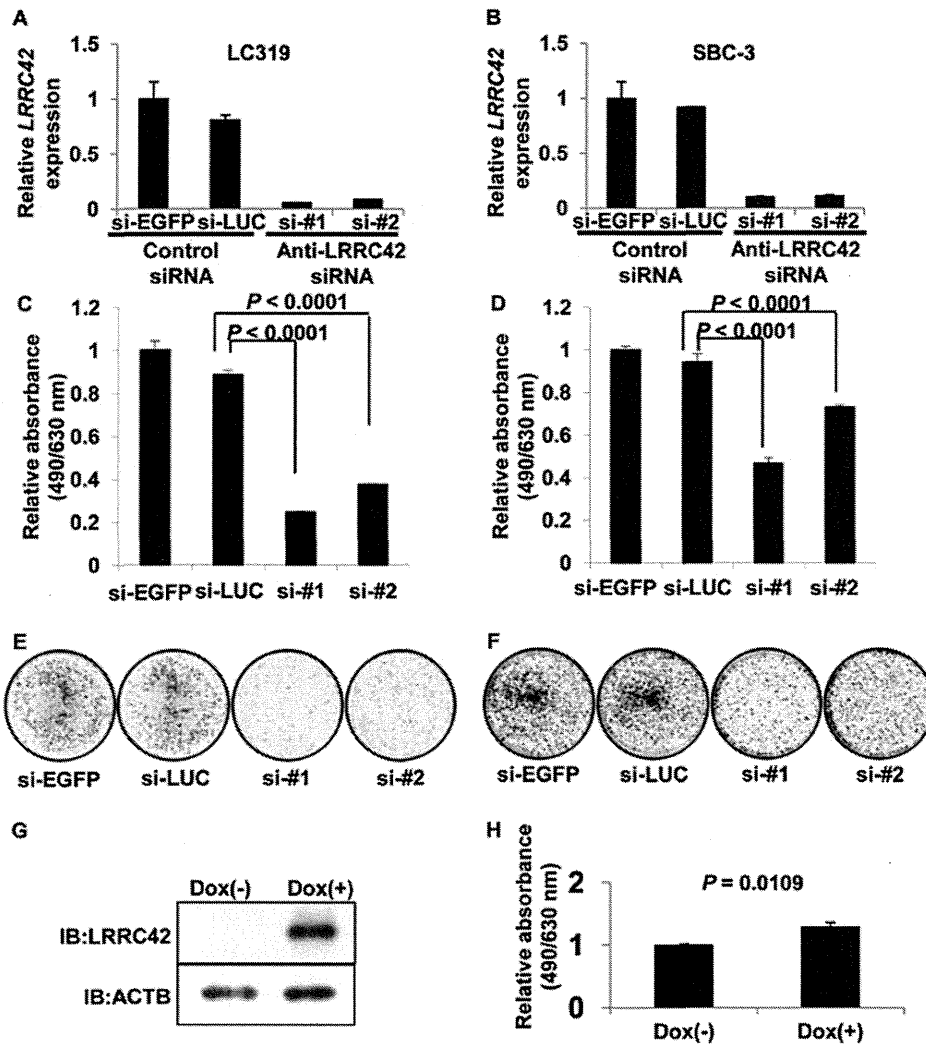 A
LC319
Relative LRRC42
expression
1.5
1
0.5
0
si-EGFP si-LUC si-#1 si-#2
Control
siRNA
Anti-LRRC42
siRNA
B
SBC-3
Relative LRRC42
expression
1.5
1
0.5
0
si-EGFP si-LUC si-#1 si-#2
Control
siRNA
Anti-LRRC42
siRNA
C
P < 0.0001
P < 0.0001
Relative absorbance
(490/630 nm)
1.2
1
0.8
0.6
0.4
0.2
0
si-EGFP si-LUC si-#1 si-#2
D
P < 0.0001
P < 0.0001
Relative absorbance
(490/630 nm)
1.2
1
0.8
0.6
0.4
0.2
0
si-EGFP si-LUC si-#1 si-#2
E
si-EGFP si-LUC si-#1 si-#2
F
si-EGFP si-LUC si-#1 si-#2
G
Dox(-) Dox(+)
IB:LRRC42
IB:ACTB
H
Relative absorbance
(490/630 nm)
P = 0.0109
2
1
0
Dox(-) Dox(+)